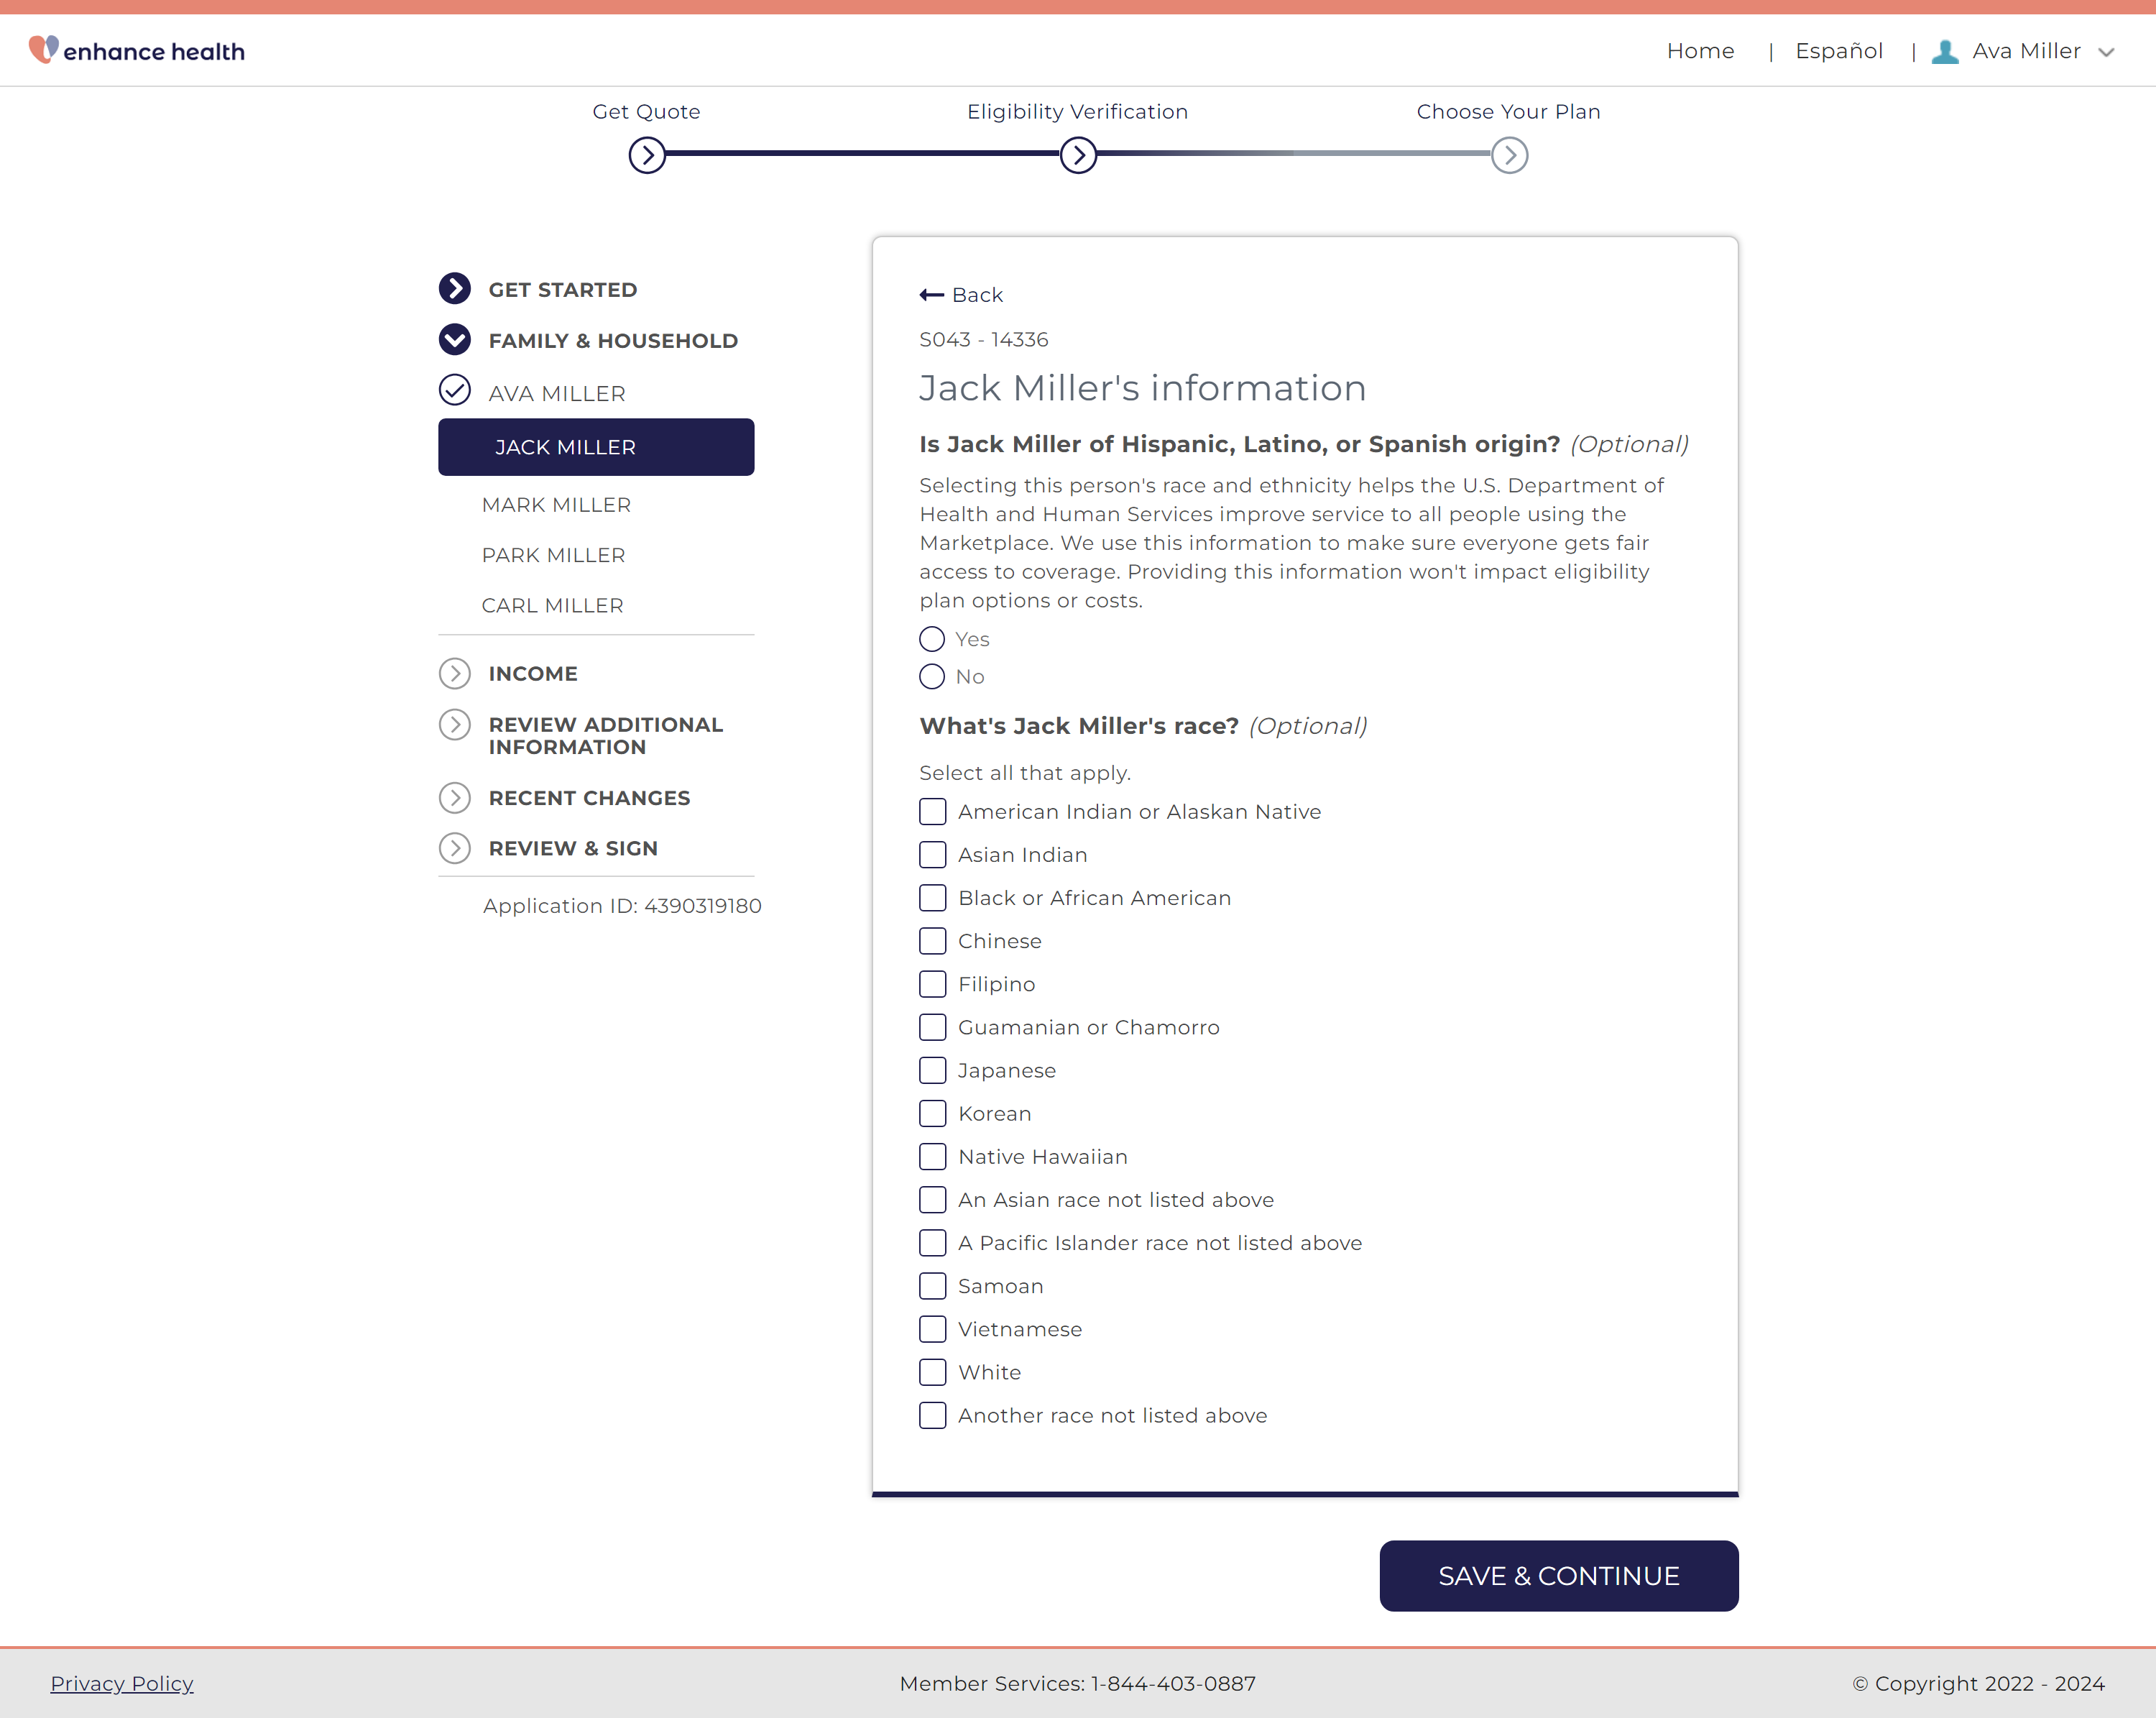 enhance health
Home | Español | Ava Miller
Get Quote
Eligibility Verification
Choose Your Plan
GET STARTED
FAMILY & HOUSEHOLD
AVA MILLER
JACK MILLER
MARK MILLER
PARK MILLER
CARL MILLER
INCOME
REVIEW ADDITIONAL
INFORMATION
RECENT CHANGES
REVIEW & SIGN
Application ID: 4390319180
Back
S043 - 14336
Jack Miller's information
Is Jack Miller of Hispanic, Latino, or Spanish origin? (Optional)
Selecting this person's race and ethnicity helps the U.S. Department of
Health and Human Services improve service to all people using the
Marketplace. We use this information to make sure everyone gets fair
access to coverage. Providing this information won't impact eligibility
plan options or costs.
Yes
No
What's Jack Miller's race? (Optional)
Select all that apply.
American Indian or Alaskan Native
Asian Indian
Black or African American
Chinese
Filipino
Guamanian or Chamorro
Japanese
Korean
Native Hawaiian
An Asian race not listed above
A Pacific Islander race not listed above
Samoan
Vietnamese
White
Another race not listed above
SAVE & CONTINUE
Privacy Policy
Member Services: 1-844-403-0887
© Copyright 2022 - 2024